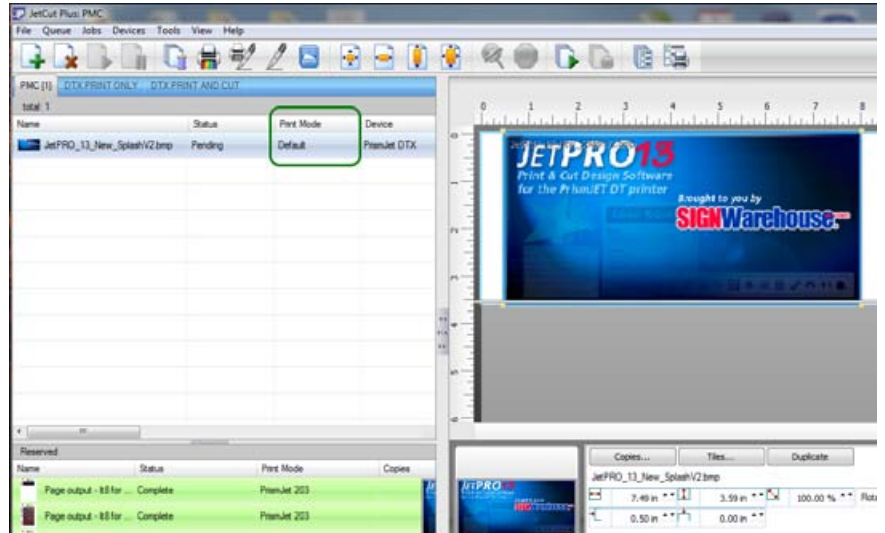 JetCut Plus: PMC
File Queue Jobs Devices Tools View Help
PMC [1] DTX.PRINT ONLY DTX.PRINT AND CUT
total: 1
Name Status Print Mode Device
JetPRO_13_New_SplashV2.bmp Pending Default PrismJet DTX
0 1 2 3 4 5 6 7 8
0
JETPRO13
Print & Cut Design Software
for the PrismJET DT printer
Brought to you by
SIGNWarehouse.com
Reserved
Name Status Print Mode Copies
Page output - It8 for ... Complete PrismJet 203
Page output - It8 for ... Complete PrismJet 203
JETPRO13
Copies... Tiles... Duplicate
JetPRO_13_New_SplashV2.bmp
7.49 in 3.59 in 100.00 %
0.50 in 0.00 in